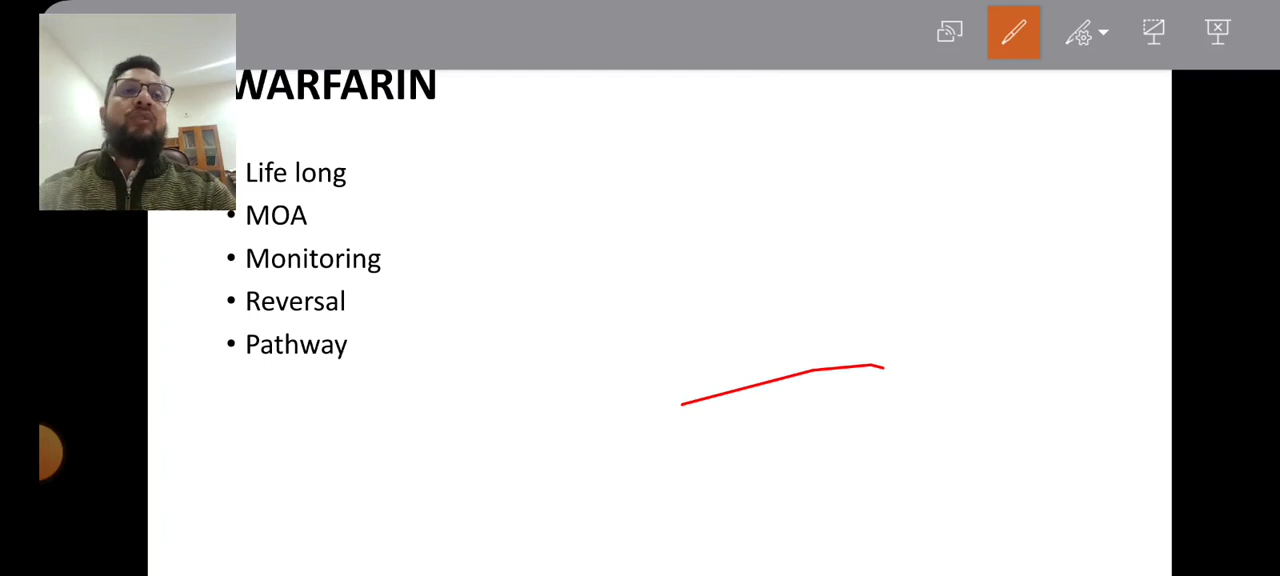 WARFARIN
Life long
• MOA
• Monitoring
• Reversal
• Pathway